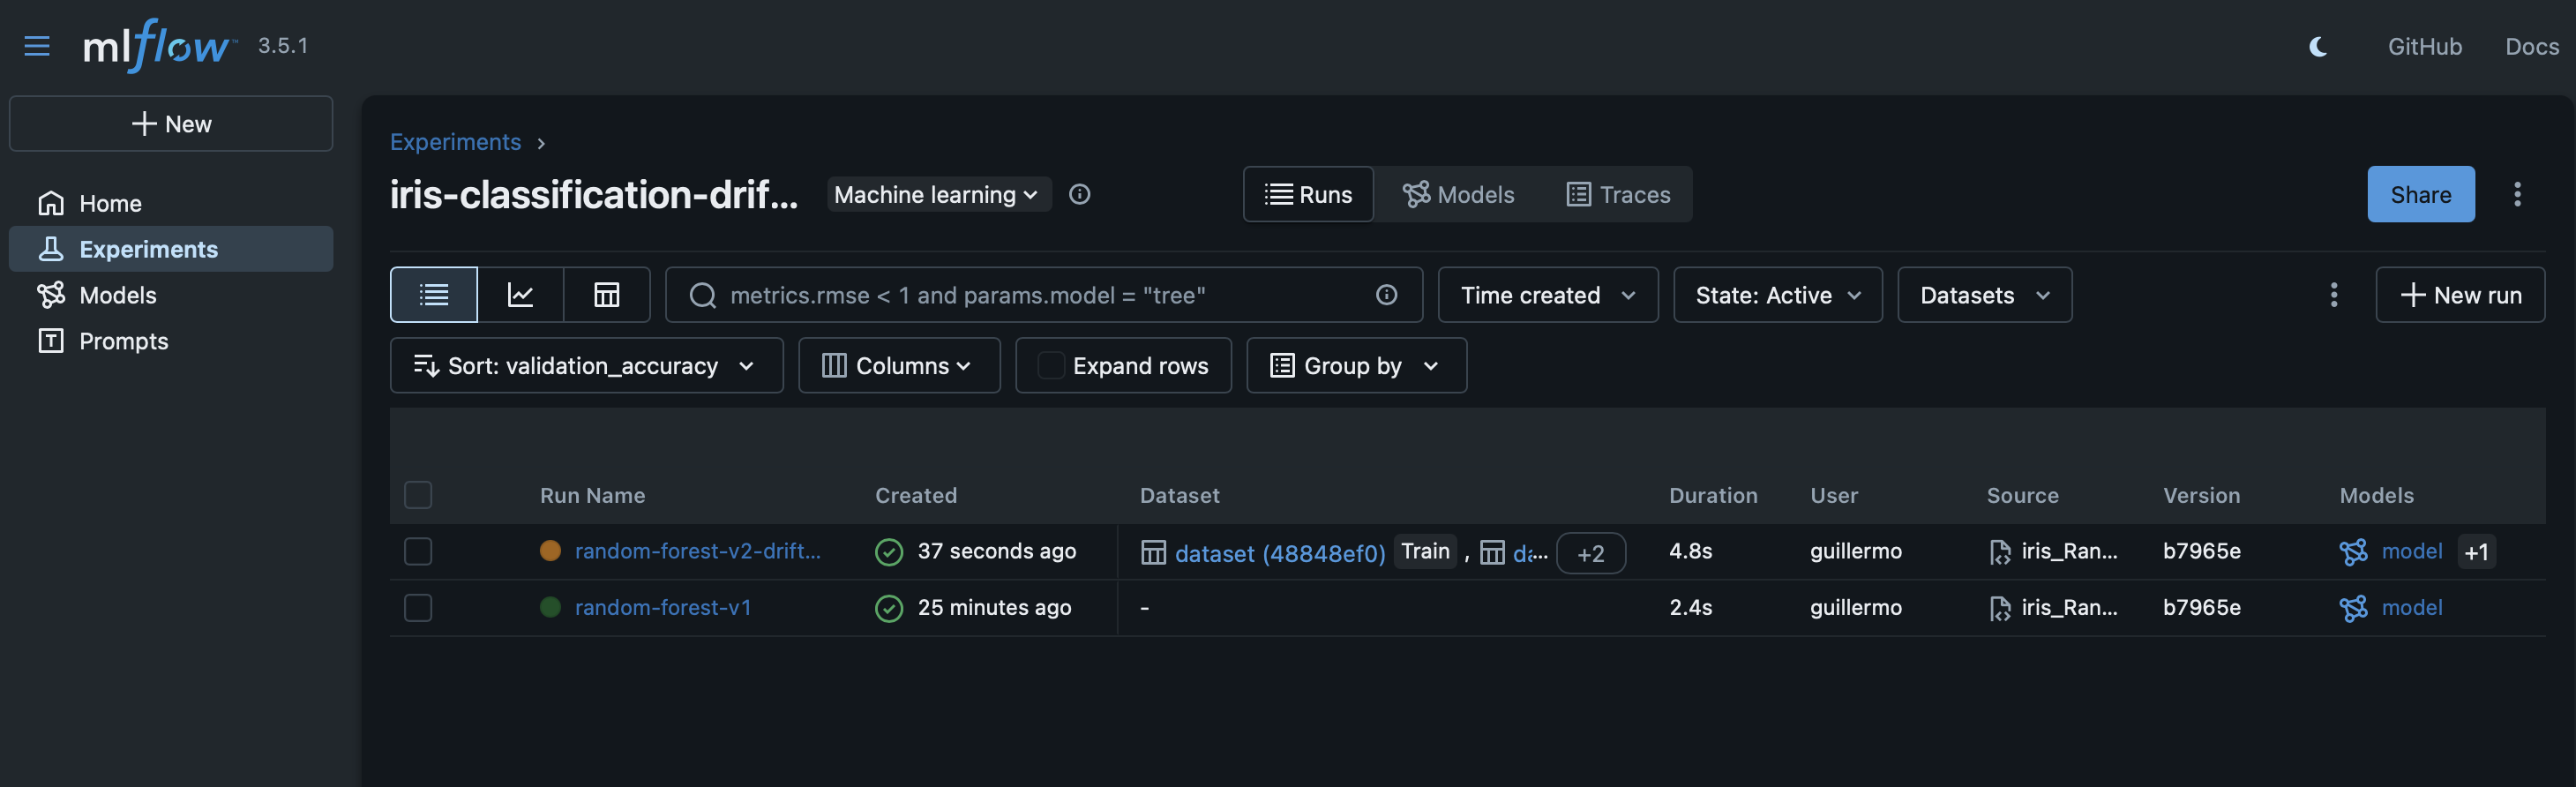 mlflow™ 3.5.1
GitHub Docs
+ New
Home
Experiments
Models
Prompts
Experiments ›
iris-classification-drif...
Machine learning
Runs Models Traces
Share
metrics.rmse < 1 and params.model = "tree"
Time created State: Active Datasets
+ New run
Sort: validation_accuracy Columns Expand rows Group by
Run Name Created Dataset Duration User Source Version Models
random-forest-v2-drift... 37 seconds ago dataset (48848ef0) Train , da... +2 4.8s guillermo iris_Ran... b7965e model +1
random-forest-v1 25 minutes ago - 2.4s guillermo iris_Ran... b7965e model